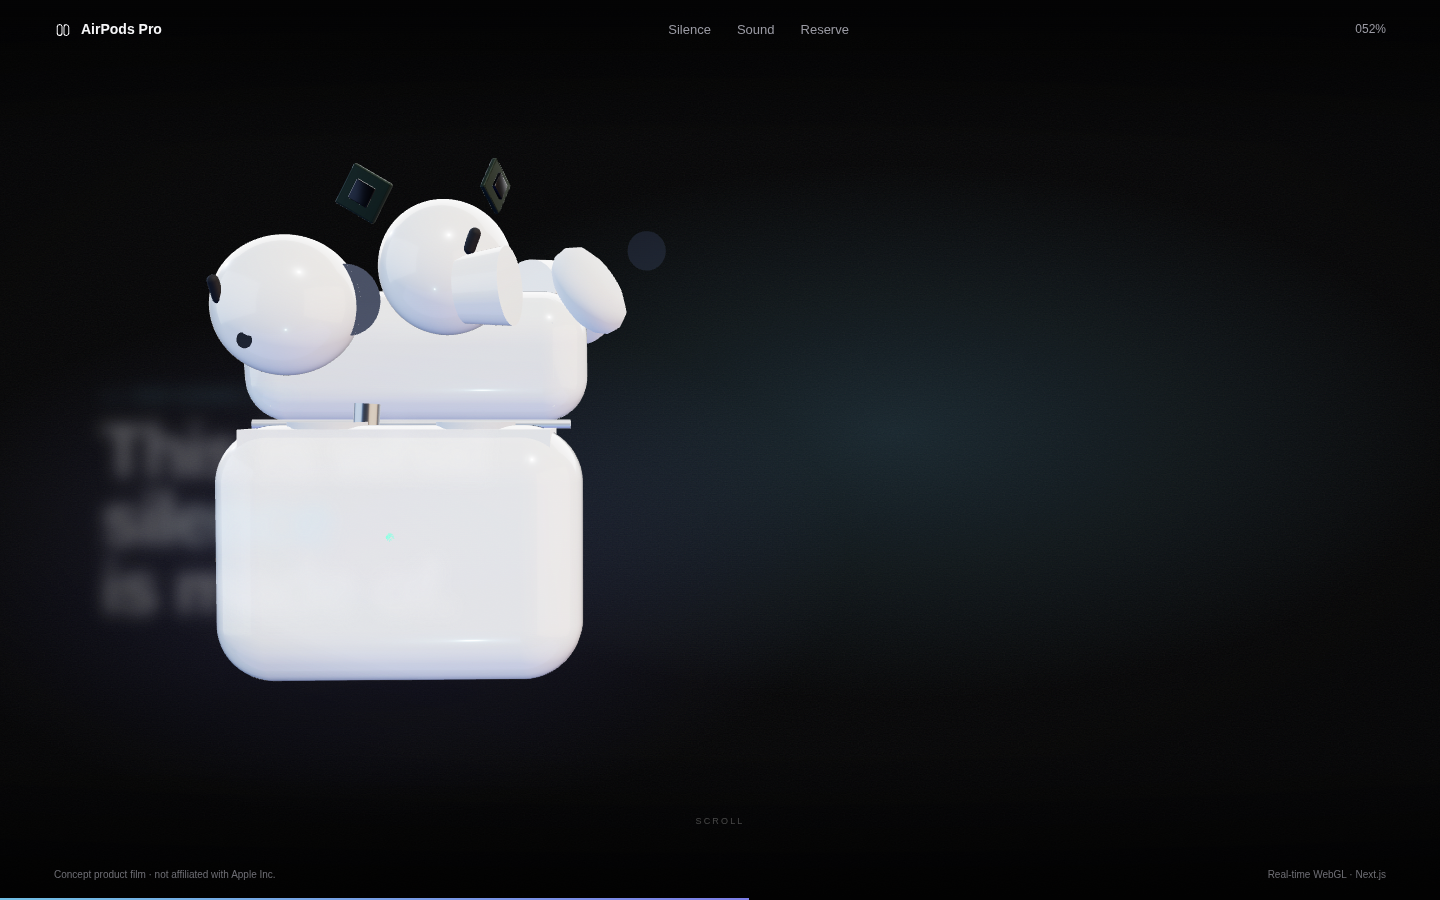 AirPods Pro
Silence
Sound
Reserve
052%
is
SCROLL
Concept product film · not affiliated with Apple Inc.
Real-time WebGL · Next.js